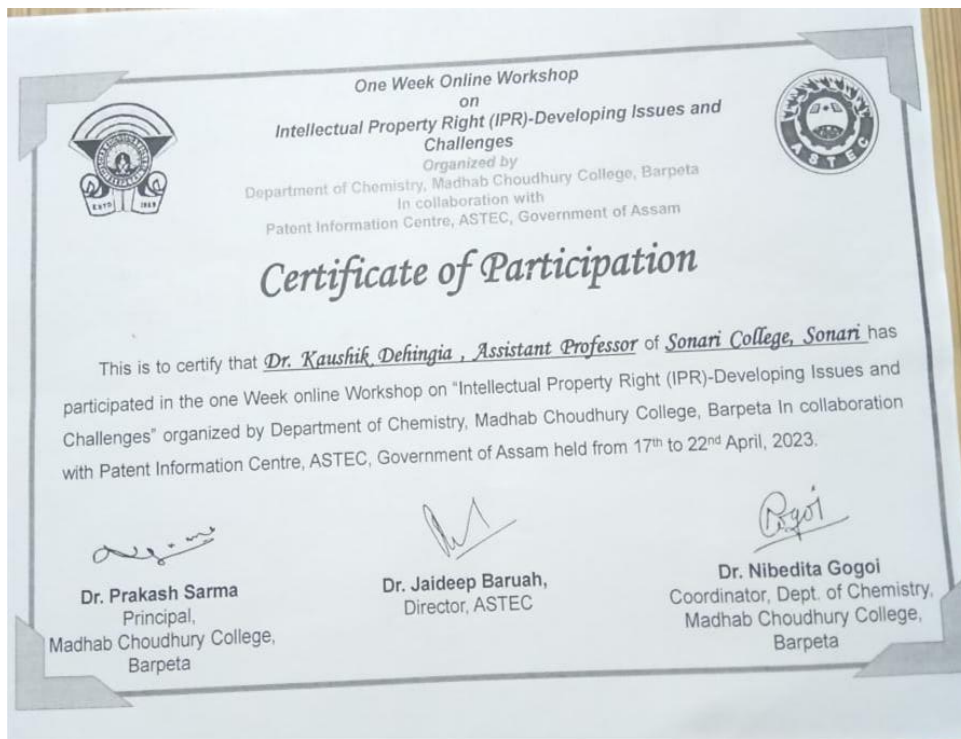 One Week Online Workshop
on
Intellectual Property Right (IPR)-Developing Issues and
Challenges
Organized by
Department of Chemistry, Madhab Choudhury College, Barpeta
In collaboration with
Patent Information Centre, ASTEC, Government of Assam
ESTD 1939
ASTEC
Certificate of Participation
This is to certify that Dr. Kaushik Dehingia , Assistant Professor of Sonari College, Sonari has
participated in the one Week online Workshop on “Intellectual Property Right (IPR)-Developing Issues and
Challenges” organized by Department of Chemistry, Madhab Choudhury College, Barpeta In collaboration
with Patent Information Centre, ASTEC, Government of Assam held from 17th to 22nd April, 2023.
Gogoi
Dr. Prakash Sarma
Principal,
Madhab Choudhury College,
Barpeta
Dr. Jaideep Baruah,
Director, ASTEC
Dr. Nibedita Gogoi
Coordinator, Dept. of Chemistry,
Madhab Choudhury College,
Barpeta